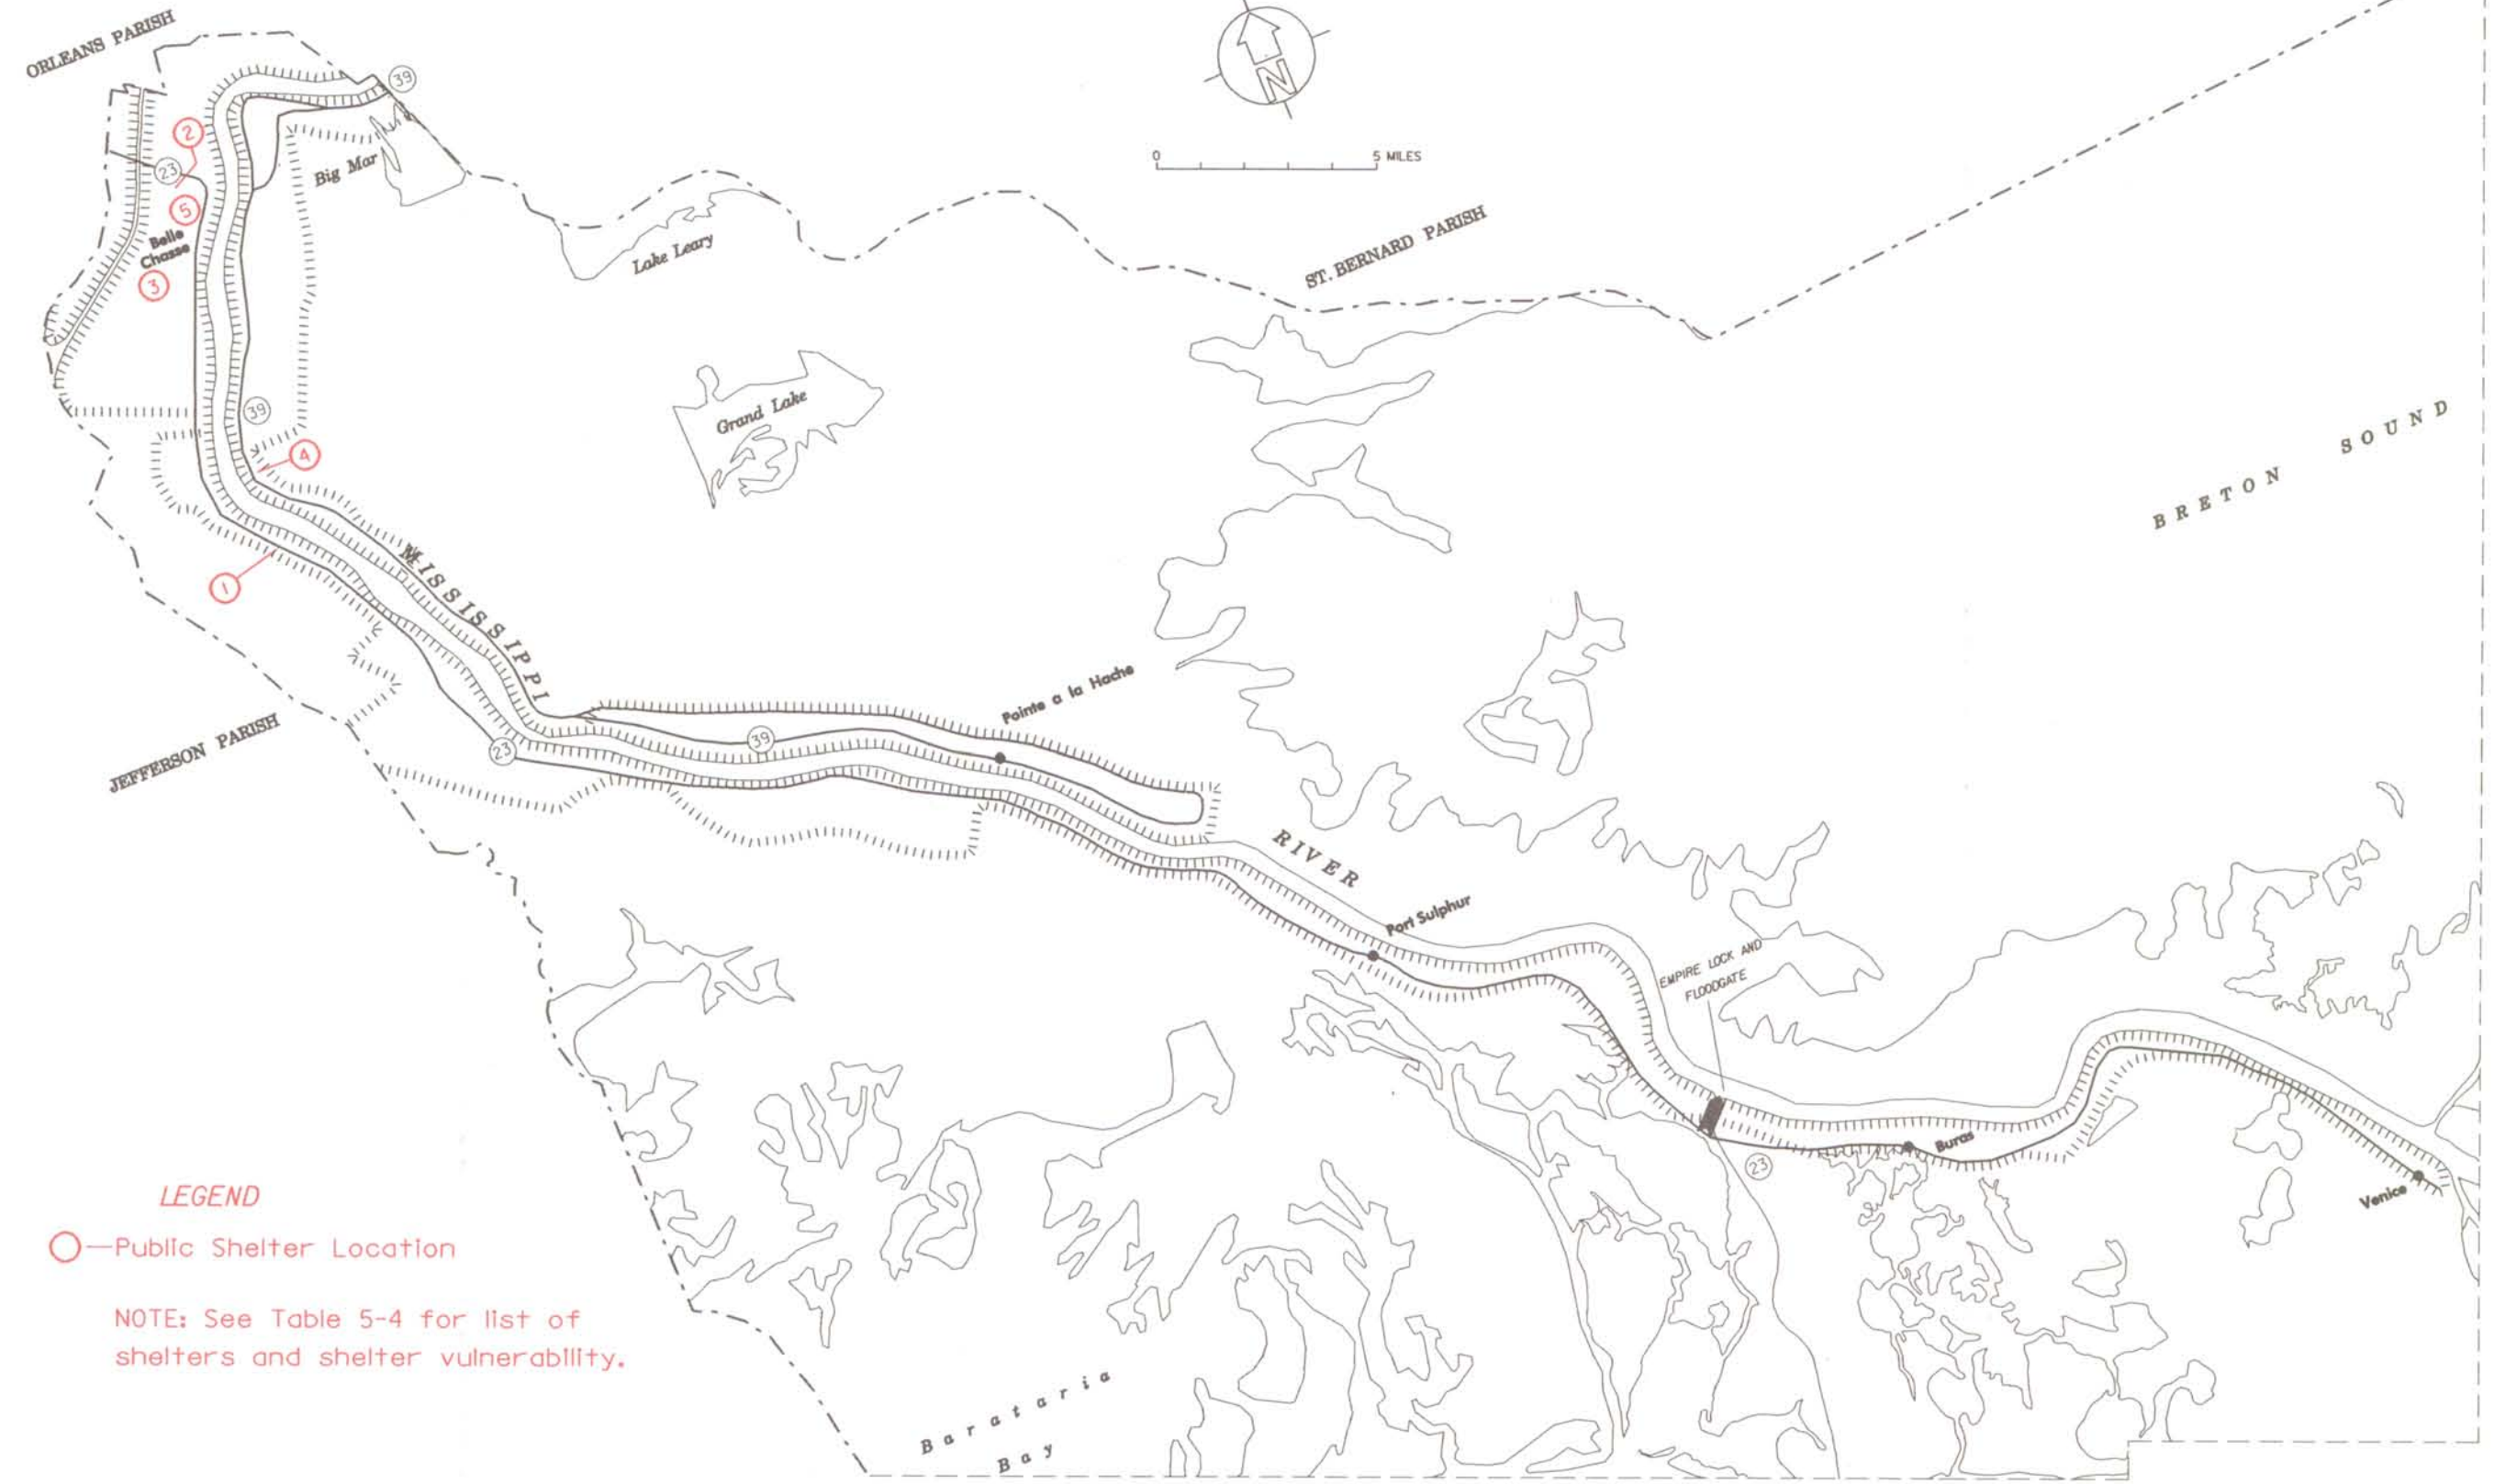 ORLEANS PARISH
39
N
0 5 MILES
2
23
Big Mar
5
Belle
Chasse
3
Lake Leary
ST. BERNARD PARISH
Grand Lake
39
4
BRETON SOUND
1
MISSISSIPPI
RIVER
JEFFERSON PARISH
Pointe a la Hache
39
23
Port Sulphur
EMPIRE LOCK AND
FLOODGATE
23
Buras
Venice
LEGEND
Public Shelter Location
NOTE: See Table 5-4 for list of
shelters and shelter vulnerability.
Barataria
Bay